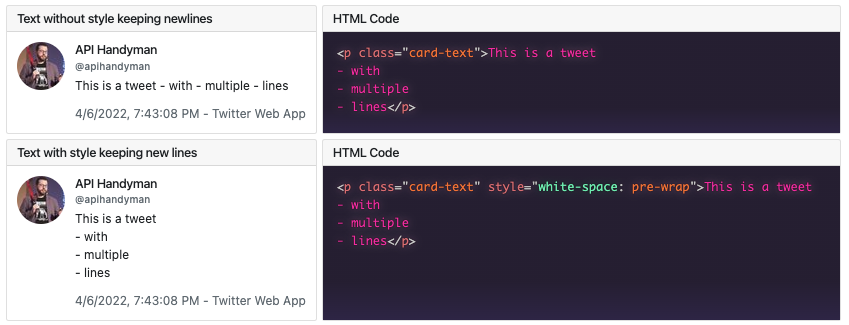 Text without style keeping newlines
API Handyman
@apihandyman
This is a tweet - with - multiple - lines
4/6/2022, 7:43:08 PM - Twitter Web App
HTML Code
<p class="card-text">This is a tweet
- with
- multiple
- lines</p>
Text with style keeping new lines
API Handyman
@apihandyman
This is a tweet
- with
- multiple
- lines
4/6/2022, 7:43:08 PM - Twitter Web App
HTML Code
<p class="card-text" style="white-space: pre-wrap">This is a tweet
- with
- multiple
- lines</p>